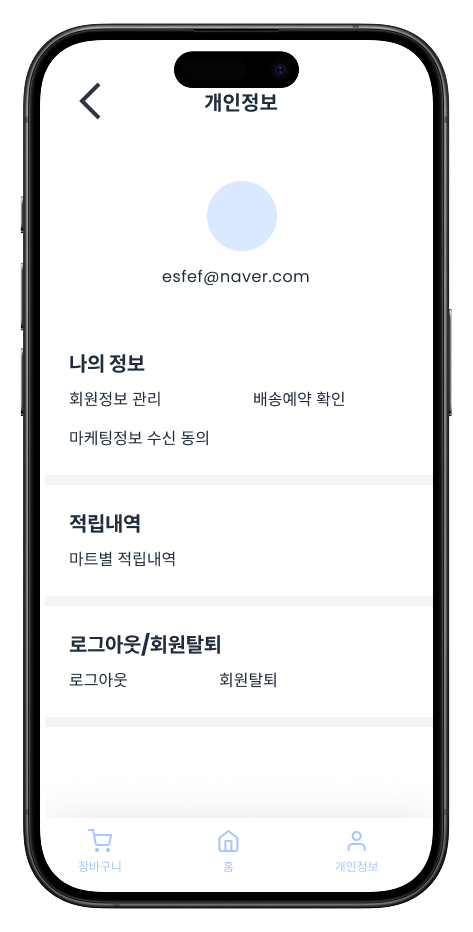 개인정보
esfef@naver.com
나의 정보
회원정보 관리 배송예약 확인
마케팅정보 수신 동의
적립내역
마트별 적립내역
로그아웃/회원탈퇴
로그아웃 회원탈퇴
장바구니 홈 개인정보